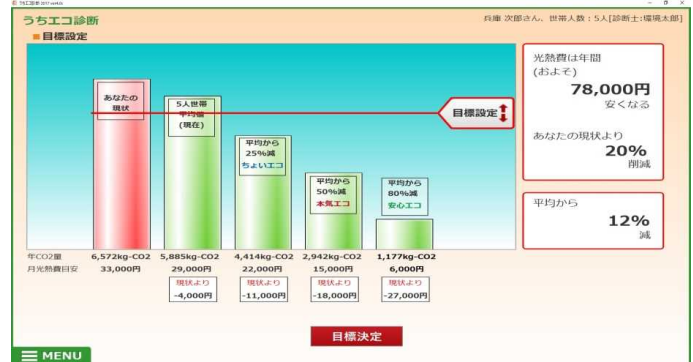 うちエコ診断 2017 ver4.0c
うちエコ診断
兵庫 次郎さん、世帯人数:5人[診断士:環境太郎]
■目標設定
あなたの
現状
5人世帯
平均値
(現在)
平均から
25%減
ちょいエコ
平均から
50%減
本気エコ
平均から
80%減
安心エコ
目標設定
光熱費は年間
(およそ)
78,000円
安くなる
あなたの現状より
20%
削減
平均から
12%
減
年CO2量 6,572kg-CO2 5,885kg-CO2 4,414kg-CO2 2,942kg-CO2 1,177kg-CO2
月光熱費目安 33,000円 29,000円 22,000円 15,000円 6,000円
現状より 現状より 現状より 現状より
-4,000円 -11,000円 -18,000円 -27,000円
目標決定
MENU